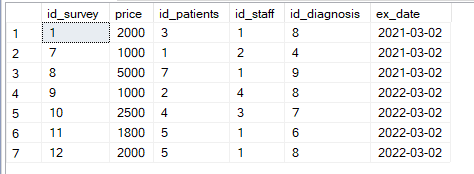 id_survey price id_patients id_staff id_diagnosis ex_date
1 1 2000 3 1 8 2021-03-02
2 7 1000 1 2 4 2021-03-02
3 8 5000 7 1 9 2021-03-02
4 9 1000 2 4 8 2022-03-02
5 10 2500 4 3 7 2022-03-02
6 11 1800 5 1 6 2022-03-02
7 12 2000 5 1 8 2022-03-02